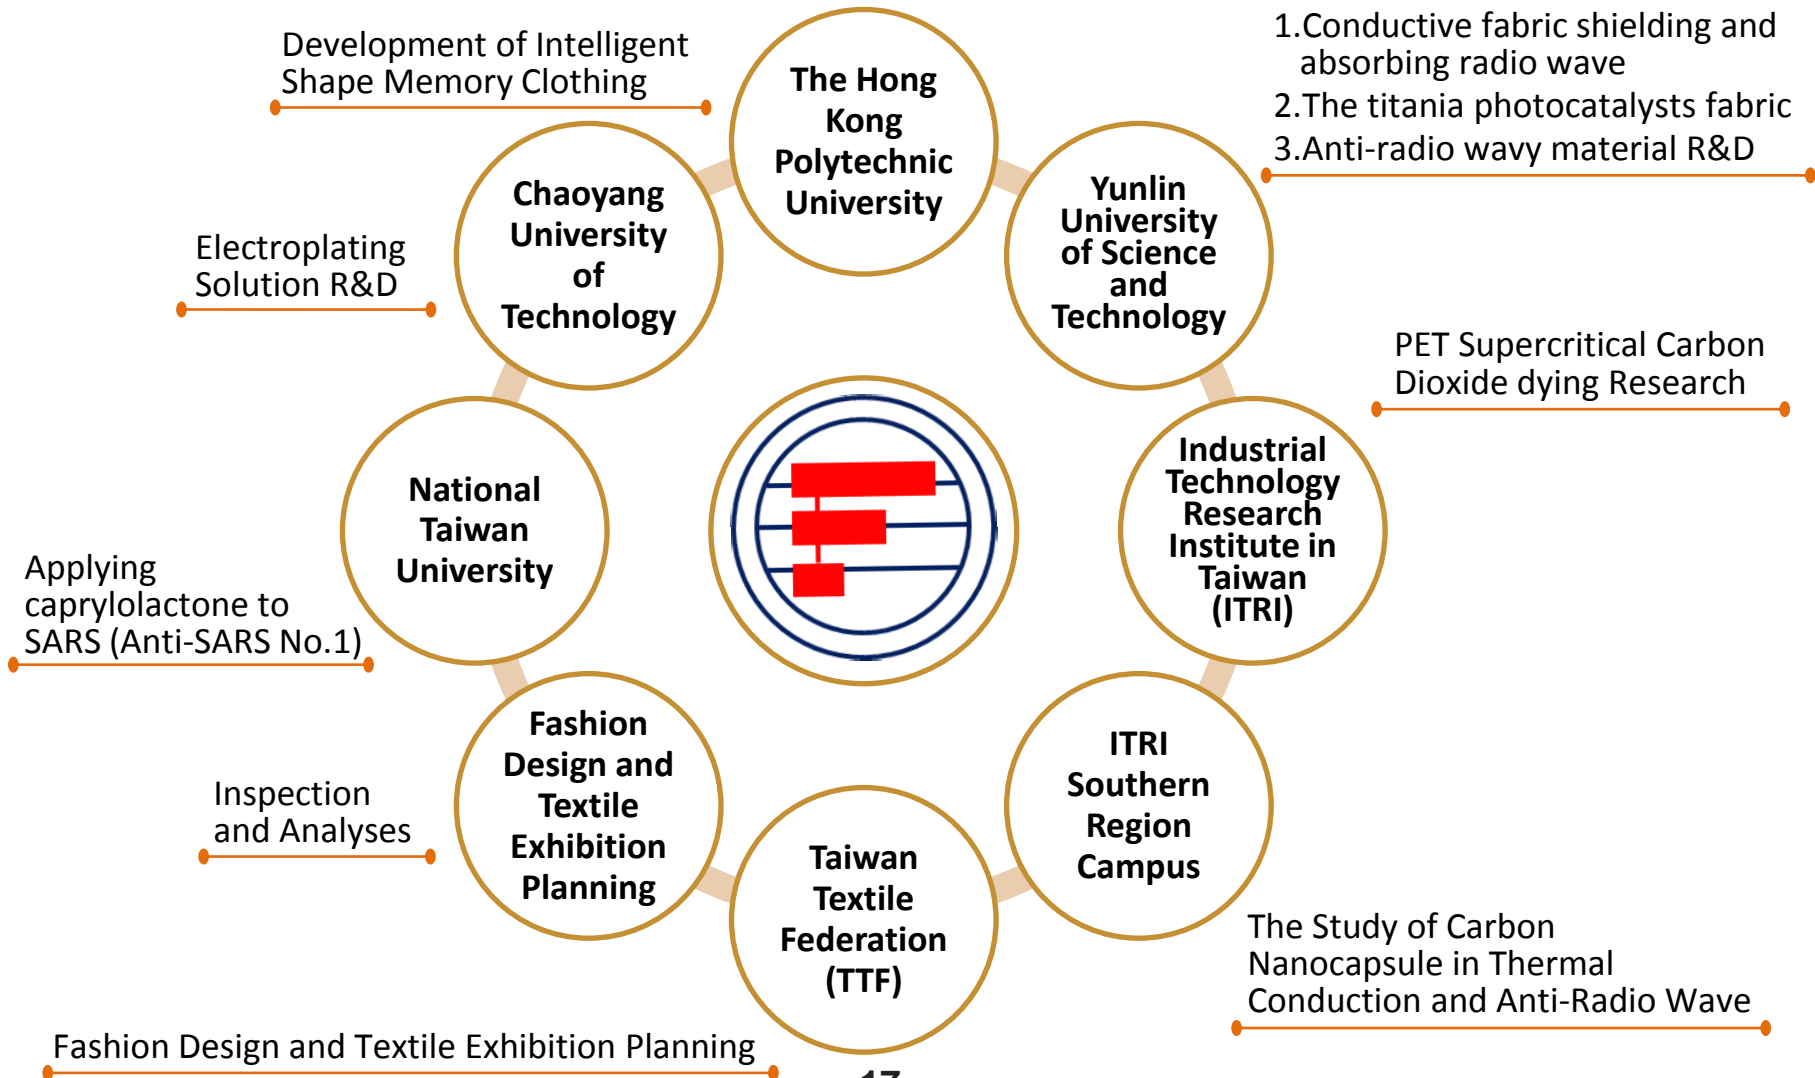 Development of Intelligent
Shape Memory Clothing
The Hong
Kong
Polytechnic
University
1.Conductive fabric shielding and
absorbing radio wave
2.The titania photocatalysts fabric
3.Anti-radio wavy material R&D
Chaoyang
University
of
Technology
Yunlin
University
of Science
and
Technology
Electroplating
Solution R&D
PET Supercritical Carbon
Dioxide dying Research
National
Taiwan
University
Industrial
Technology
Research
Institute in
Taiwan
(ITRI)
Applying
caprylolactone to
SARS (Anti-SARS No.1)
Fashion
Design and
Textile
Exhibition
Planning
ITRI
Southern
Region
Campus
Inspection
and Analyses
Taiwan
Textile
Federation
(TTF)
The Study of Carbon
Nanocapsule in Thermal
Conduction and Anti-Radio Wave
Fashion Design and Textile Exhibition Planning
17